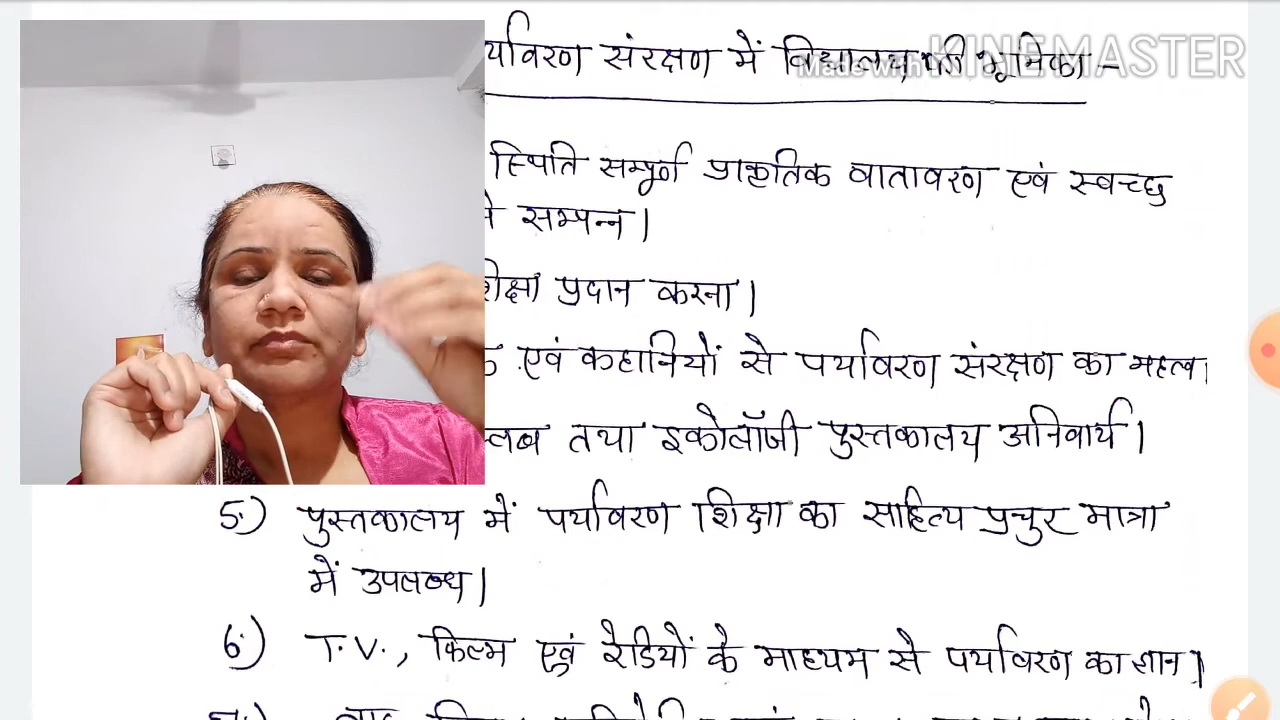 र्यावरण संरक्षण में विद्यालय की भूमिका -
Made with KINEMASTER
स्थिति सम्पूर्ण प्राकृतिक वातावरण एवं स्वच्छ
से सम्पन्न।
शिक्षा प्रदान करना।
एवं कहानियों से पर्यावरण संरक्षण का महत्व।
क्लब तथा इकोलॉजी पुस्तकालय अनिवार्य।
5.) पुस्तकालय में पर्यावरण शिक्षा का साहित्य प्रचुर मात्रा
में उपलब्ध।
6.) T.V., फिल्म एवं रेडियों के माध्यम से पर्यावरण का ज्ञान।